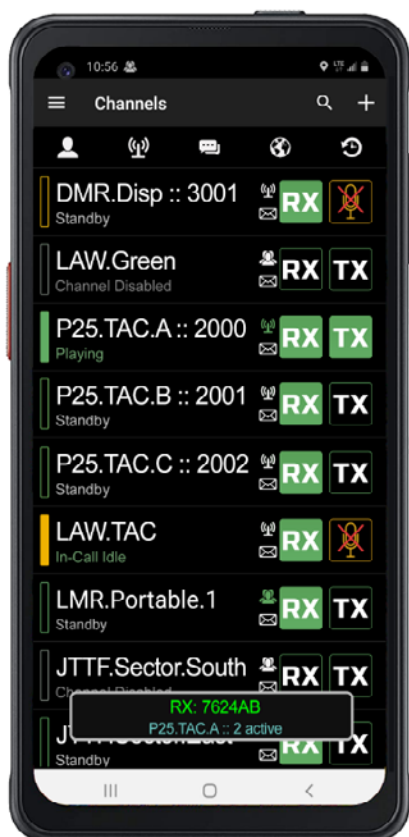 10:56
LTE
Channels
DMR.Disp :: 3001
Standby
RX
LAW.Green
Channel Disabled
RX TX
P25.TAC.A :: 2000
Playing
RX TX
P25.TAC.B :: 2001
Standby
RX TX
P25.TAC.C :: 2002
Standby
RX TX
LAW.TAC
In-Call Idle
RX
LMR.Portable.1
Standby
RX TX
JTTF.Sector.South
RX TX
RX: 7624AB
P25.TAC.A :: 2 active
Standby
RX TX